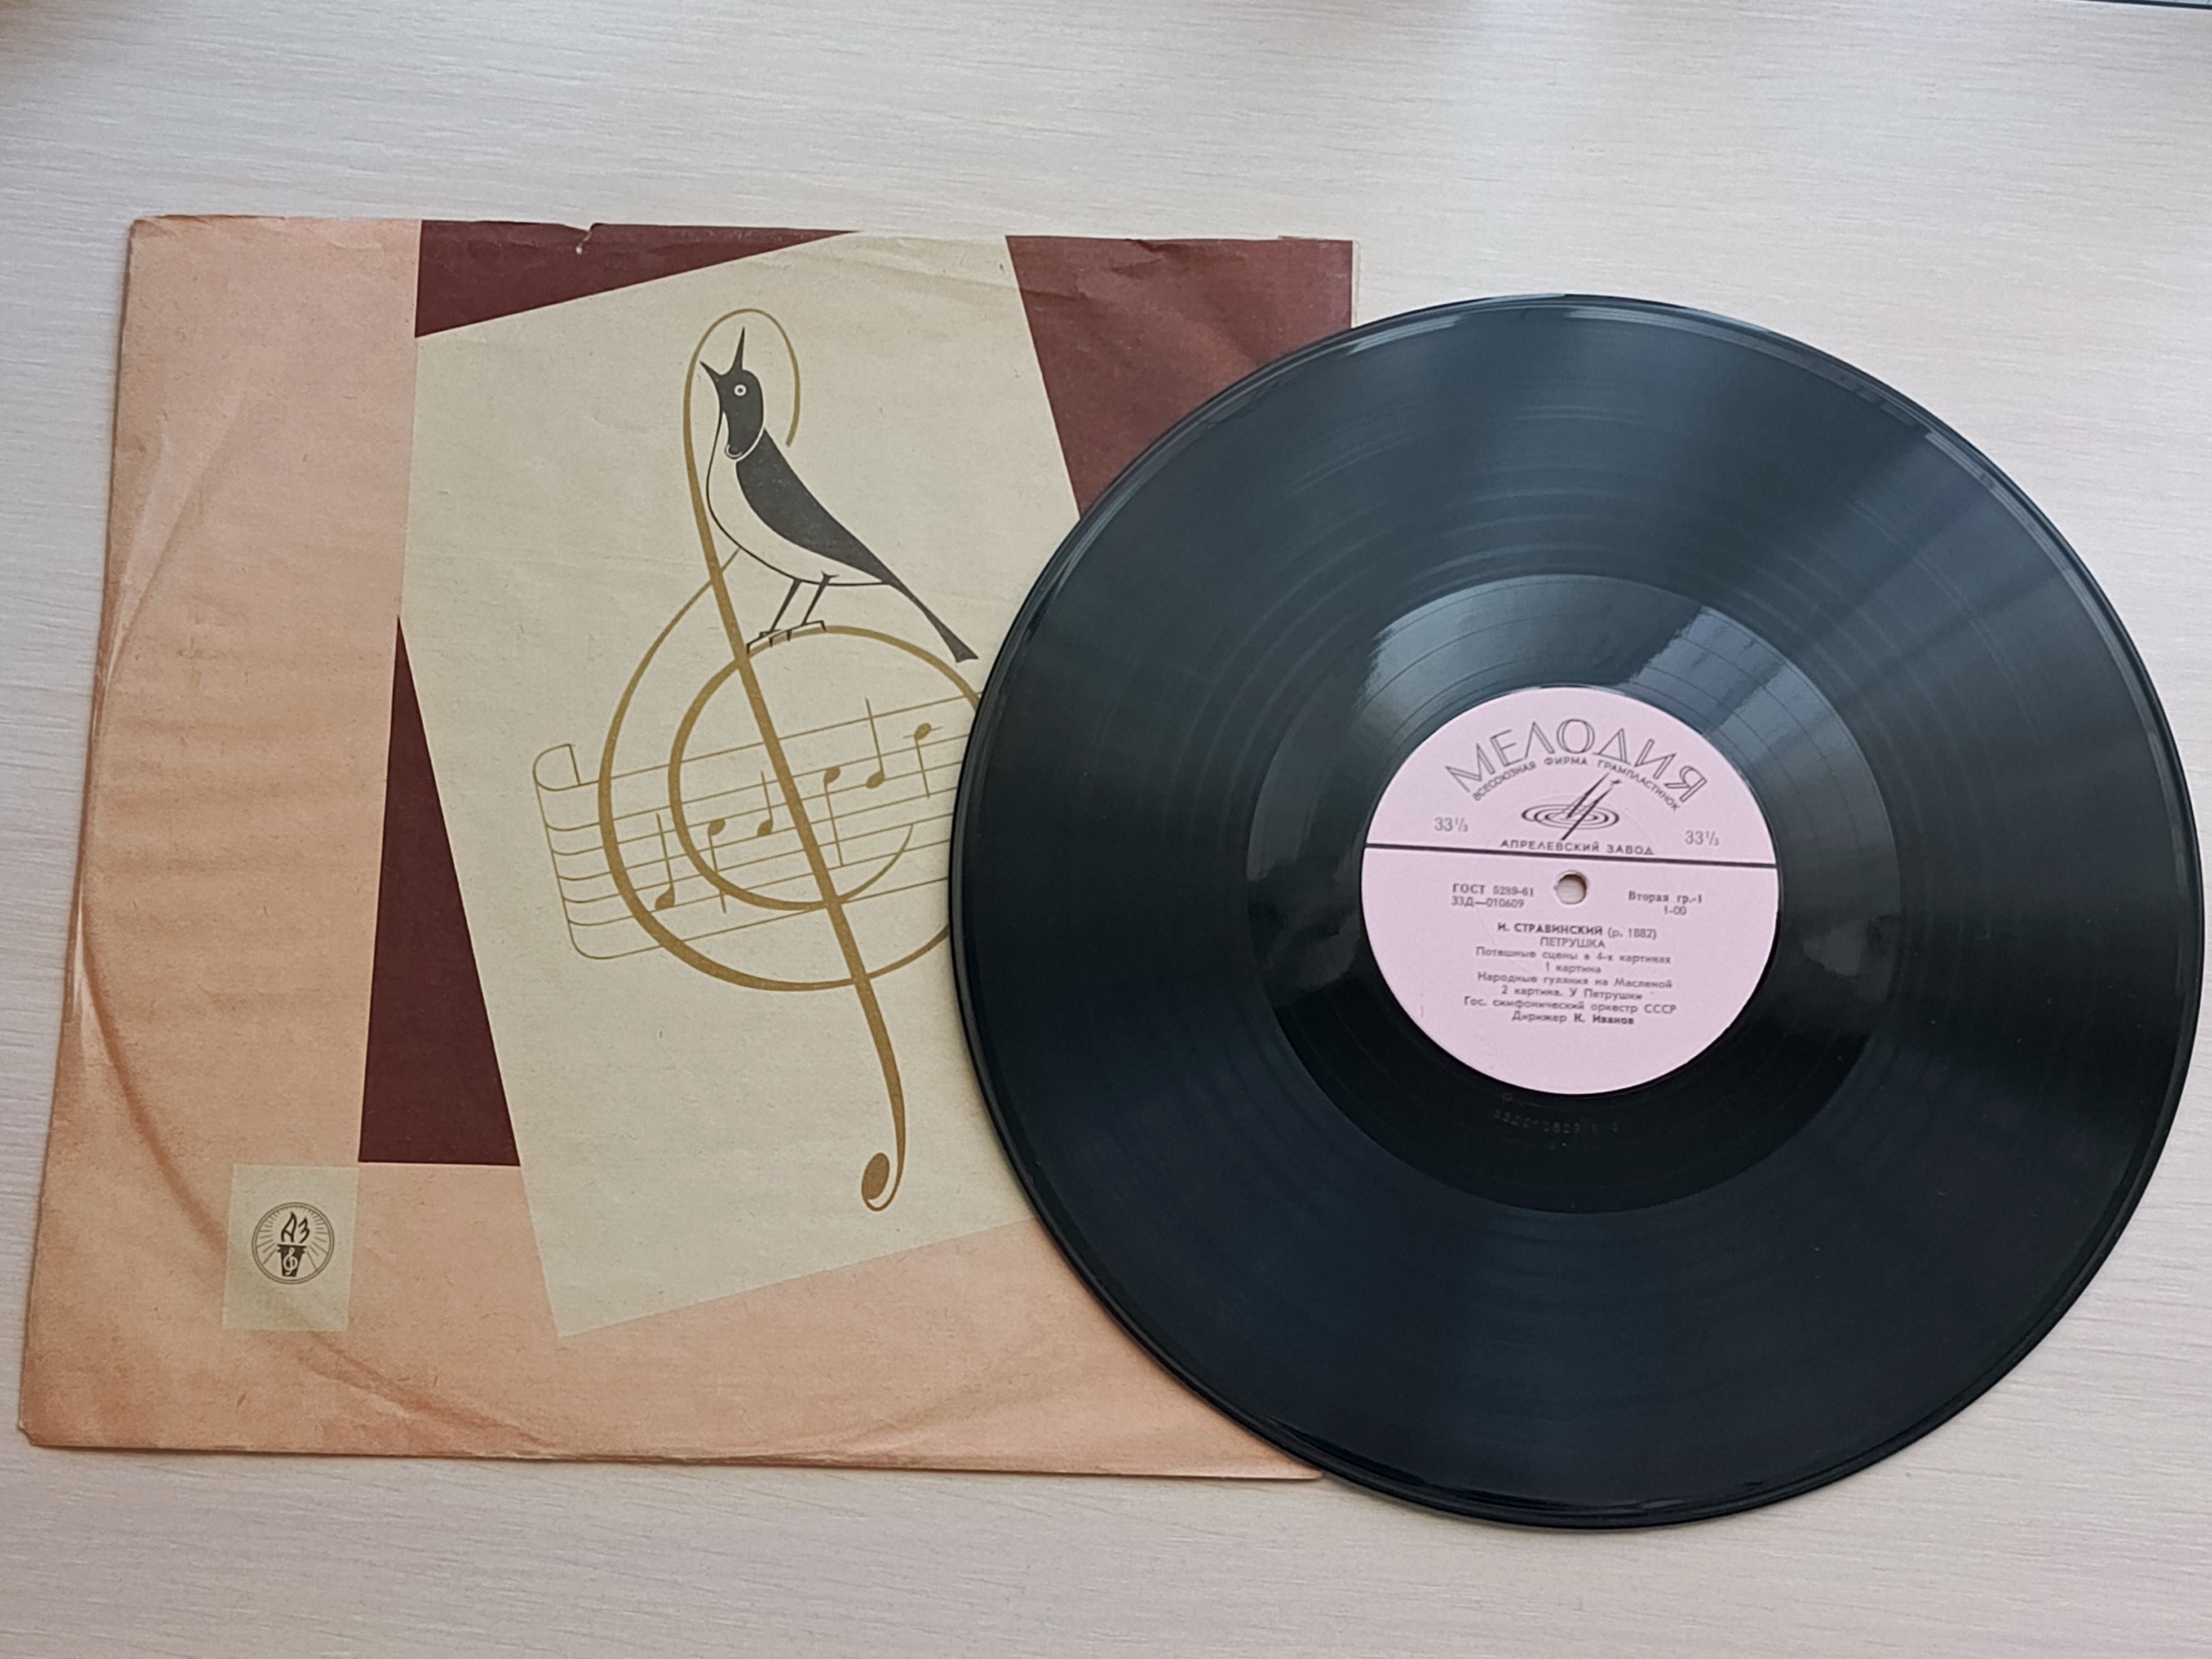 АЗ
МЕЛОДИЯ
ВСЕСОЮЗНАЯ ФИРМА ГРАМПЛАСТИНОК
33⅓ 33⅓
АПРЕЛЕВСКИЙ ЗАВОД
ГОСТ 5289-61 Вторая гр.-1
33Д—010609 1-00
И. СТРАВИНСКИЙ (р. 1882)
ПЕТРУШКА
Потешные сцены в 4-х картинах
1 картина
Народные гуляния на Масленой
2 картина. У Петрушки
Гос. симфонический оркестр СССР
Дирижер К. Иванов